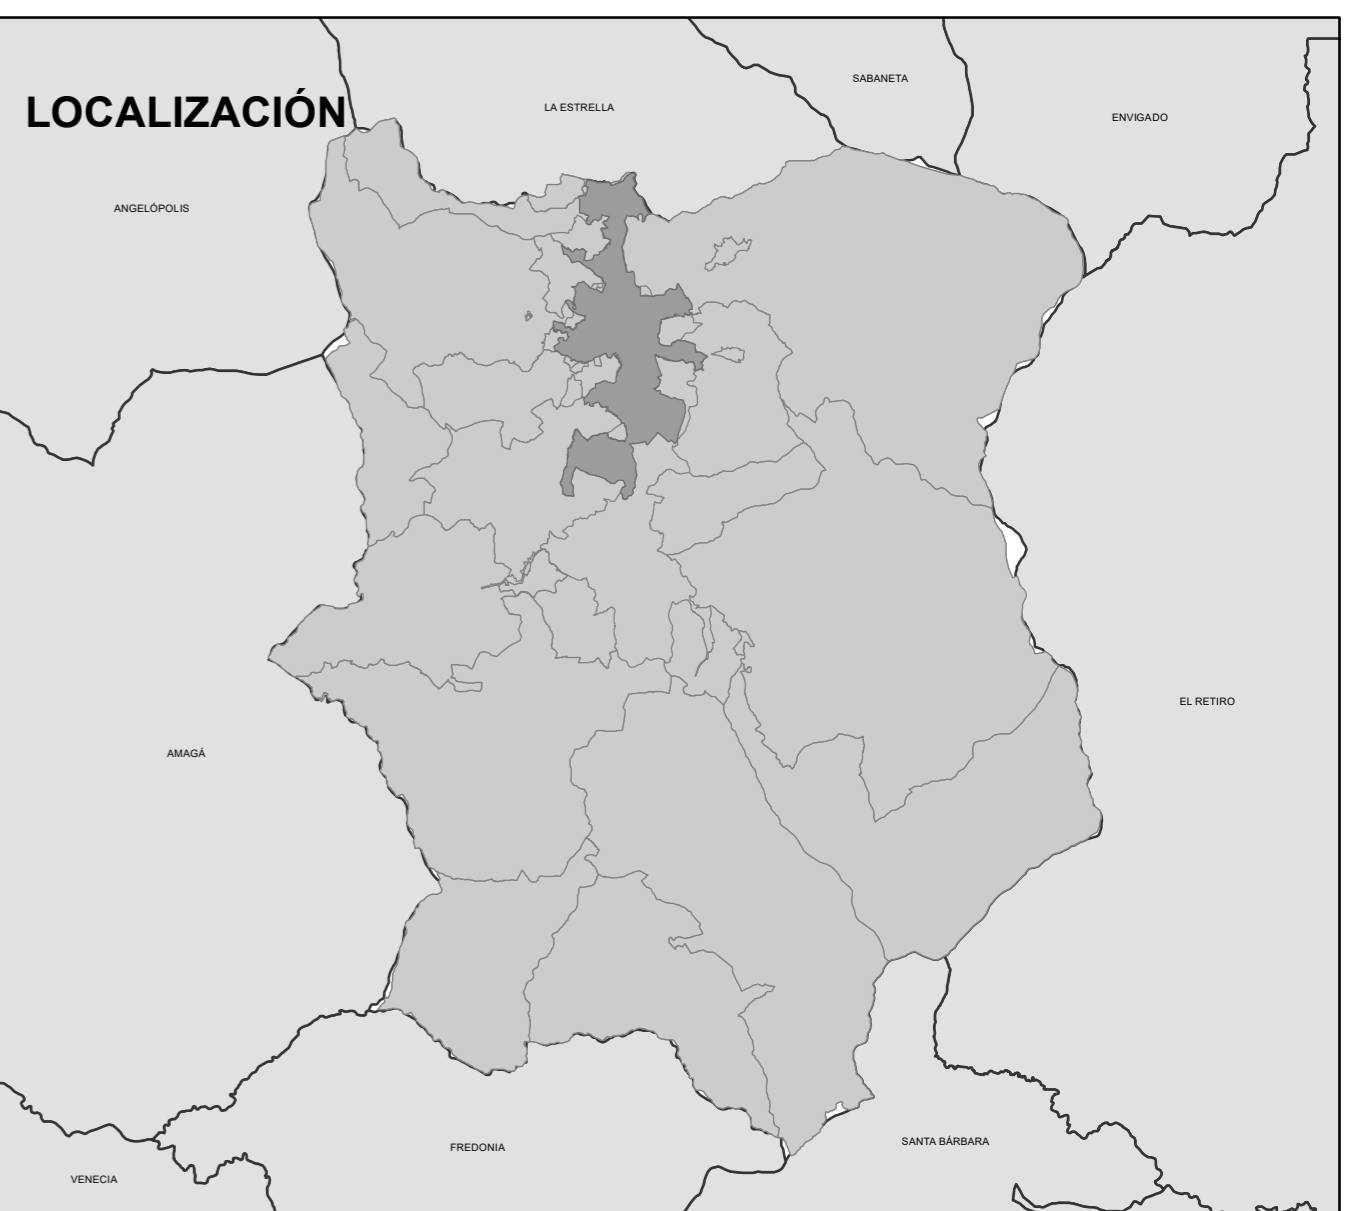 SABANETA
LA ESTRELLA
LOCALIZACIÓN
ENVIGADO
ANGELÓPOLIS
EL RETIRO
AMAGÁ
SANTA BÁRBARA
FREDONIA
VENECIA